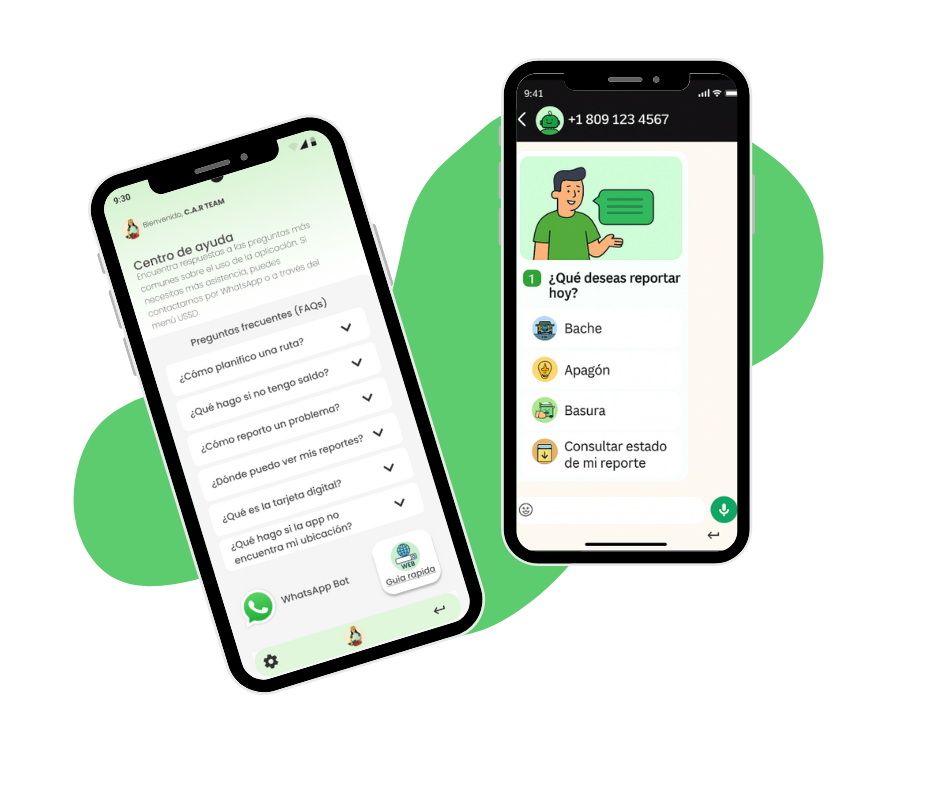 9:30
Bienvenido, C.A.R TEAM
Centro de ayuda
Encuentra respuestas a las preguntas más
comunes sobre el uso de la aplicación. Si
necesitas más asistencia, puedes
contactarnos por WhatsApp o a través del
menú USSD.
Preguntas frecuentes (FAQs)
¿Cómo planifico una ruta?
¿Qué hago si no tengo saldo?
¿Cómo reporto un problema?
¿Dónde puedo ver mis reportes?
¿Qué es la tarjeta digital?
¿Qué hago si la app no
encuentra mi ubicación?
WhatsApp Bot
WEB
Guia rapida
9:41
+1 809 123 4567
1 ¿Qué deseas reportar
hoy?
Bache
Apagón
Basura
Consultar estado
de mi reporte